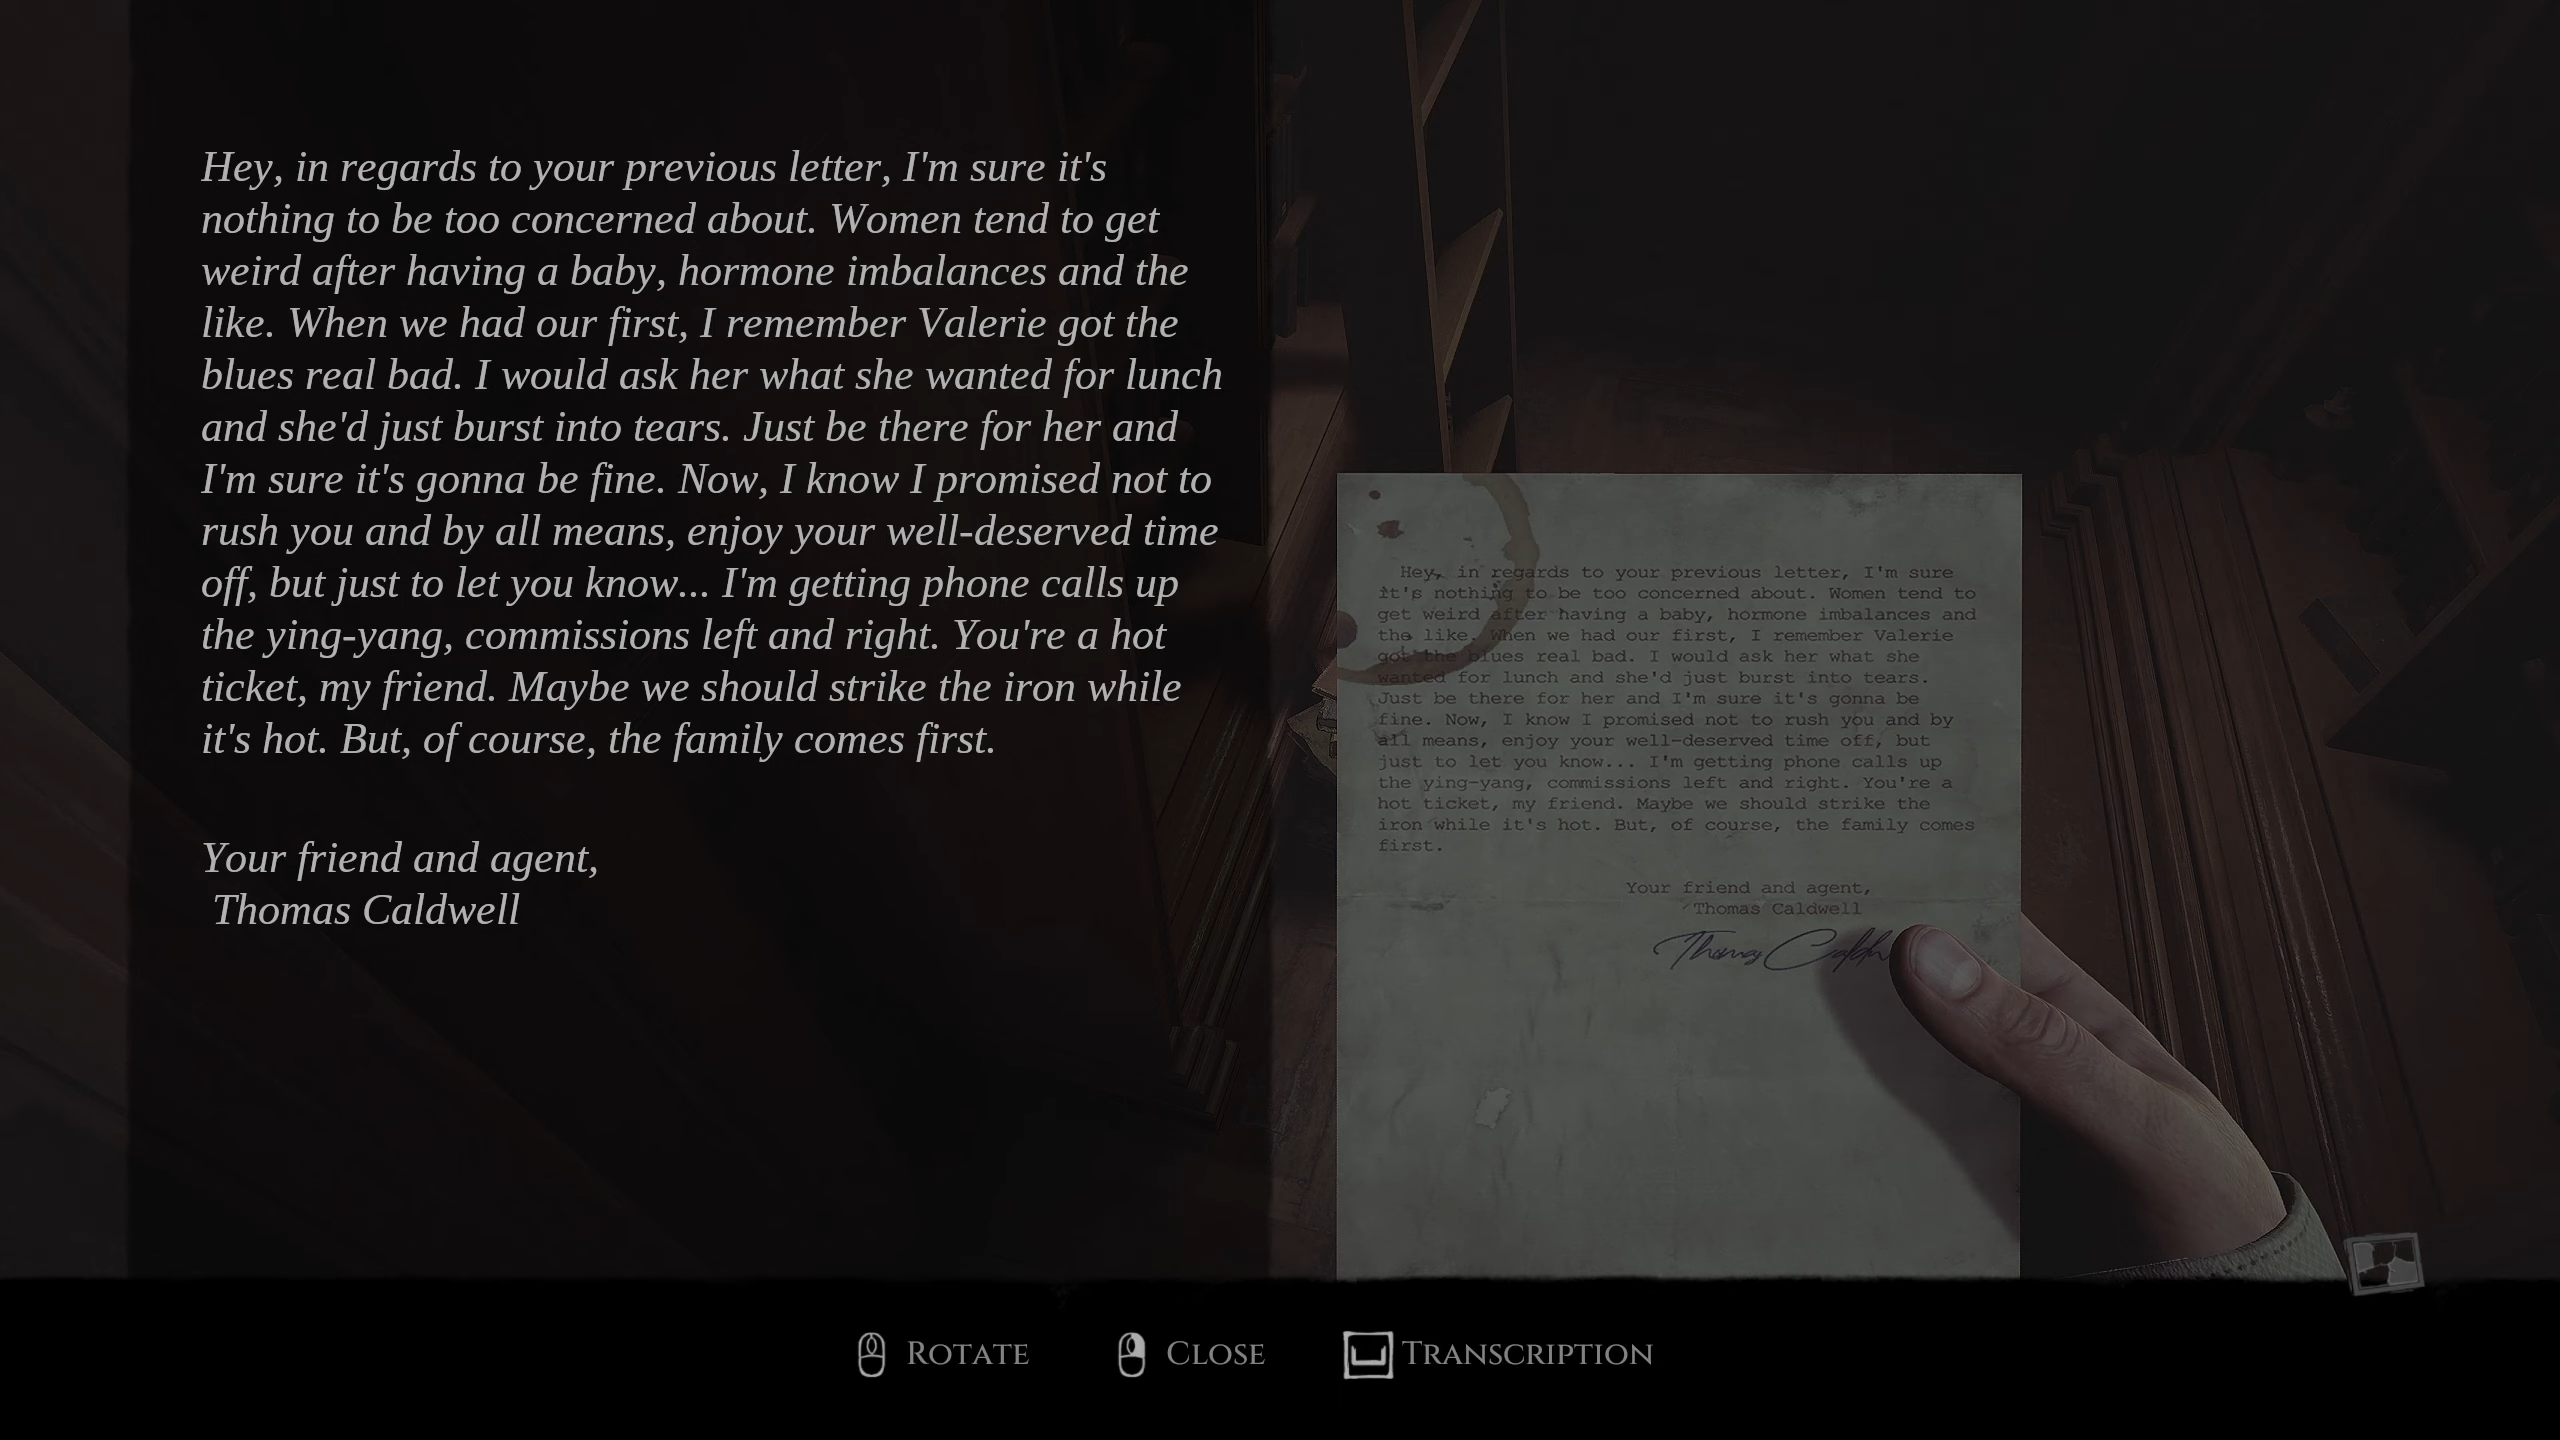 Hey, in regards to your previous letter, I'm sure it's
nothing to be too concerned about. Women tend to get
weird after having a baby, hormone imbalances and the
like. When we had our first, I remember Valerie got the
blues real bad. I would ask her what she wanted for lunch
and she'd just burst into tears. Just be there for her and
I'm sure it's gonna be fine. Now, I know I promised not to
rush you and by all means, enjoy your well-deserved time
off, but just to let you know... I'm getting phone calls up
the ying-yang, commissions left and right. You're a hot
ticket, my friend. Maybe we should strike the iron while
it's hot. But, of course, the family comes first.
Your friend and agent,
Thomas Caldwell
Hey, in regards to your previous letter, I'm sure
it's nothing to be too concerned about. Women tend to
get weird after having a baby, hormone imbalances and
the like. When we had our first, I remember Valerie
got the blues real bad. I would ask her what she
wanted for lunch and she'd just burst into tears.
Just be there for her and I'm sure it's gonna be
fine. Now, I know I promised not to rush you and by
all means, enjoy your well-deserved time off, but
just to let you know... I'm getting phone calls up
the ying-yang, commissions left and right. You're a
hot ticket, my friend. Maybe we should strike the
iron while it's hot. But, of course, the family comes
first.
Your friend and agent,
Thomas Caldwell
Thomas
ROTATE
CLOSE
TRANSCRIPTION